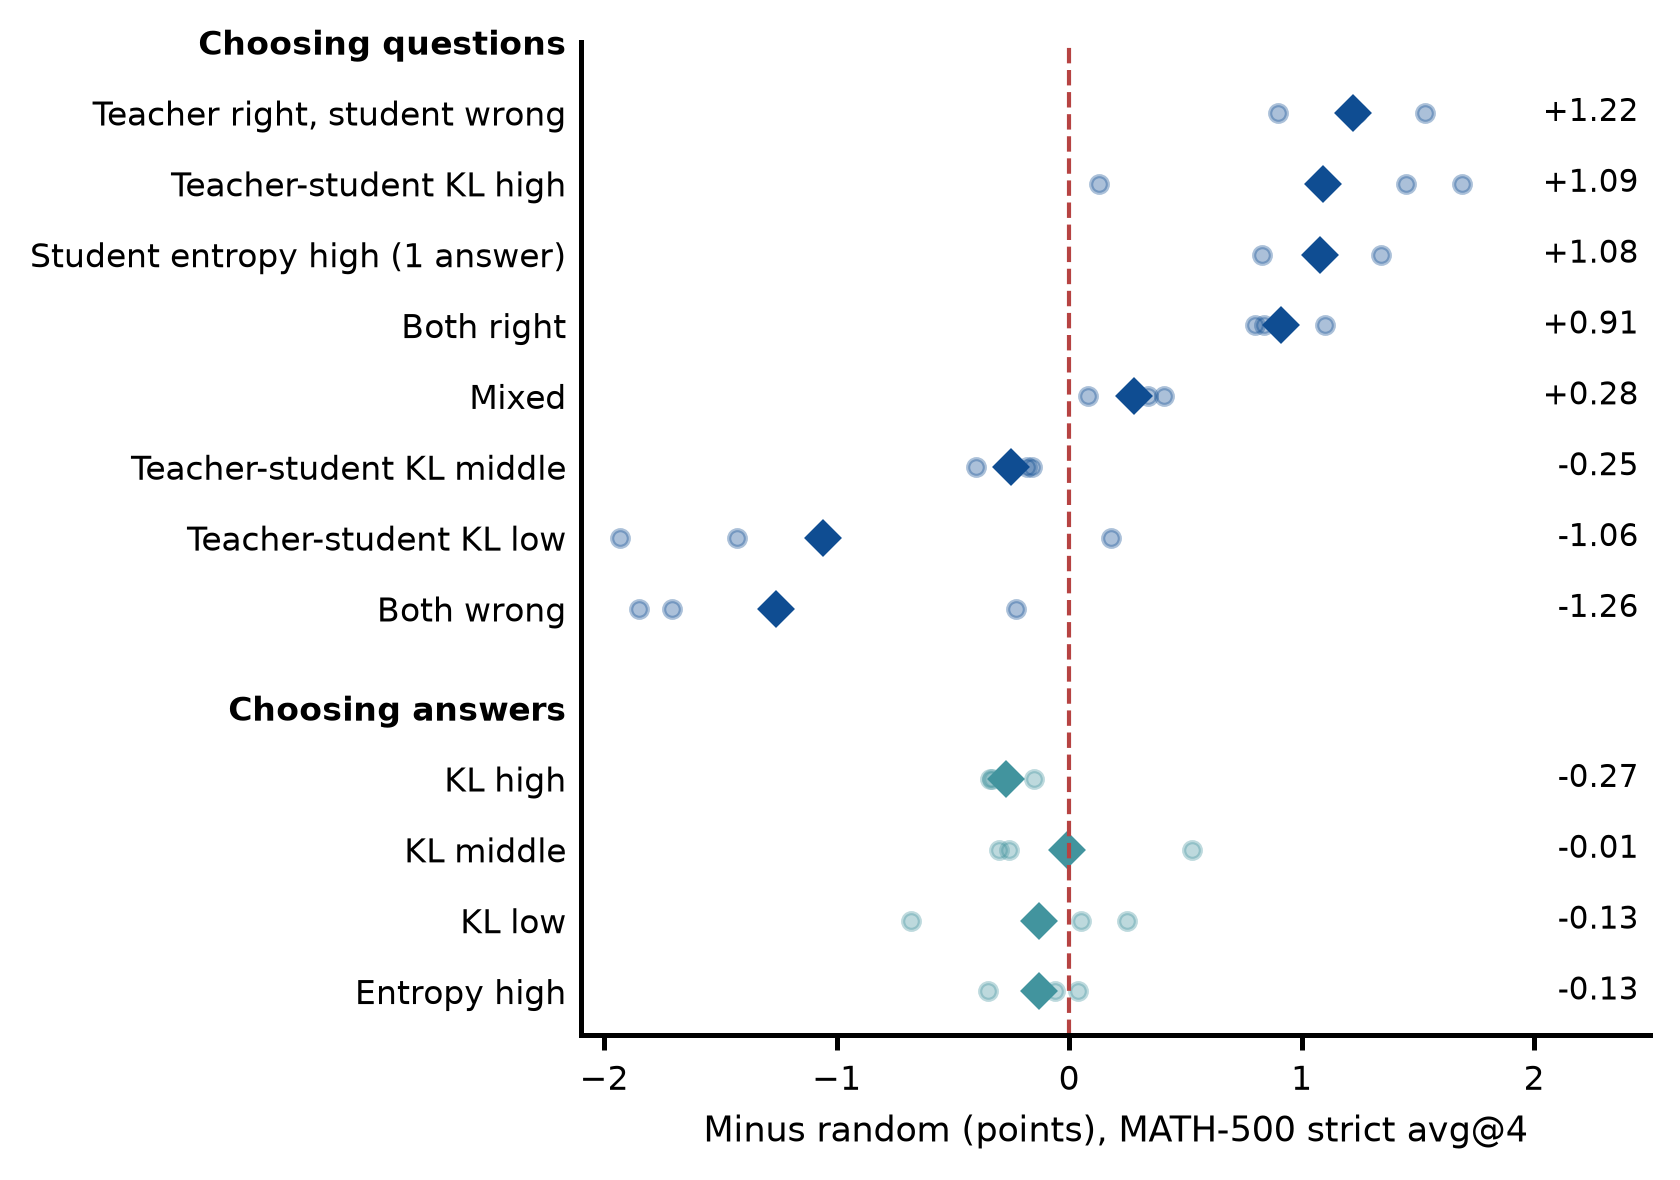 Choosing questions
Teacher right, student wrong +1.22
Teacher-student KL high +1.09
Student entropy high (1 answer) +1.08
Both right +0.91
Mixed +0.28
Teacher-student KL middle -0.25
Teacher-student KL low -1.06
Both wrong -1.26
Choosing answers
KL high -0.27
KL middle -0.01
KL low -0.13
Entropy high -0.13
−2 −1 0 1 2
Minus random (points), MATH-500 strict avg@4